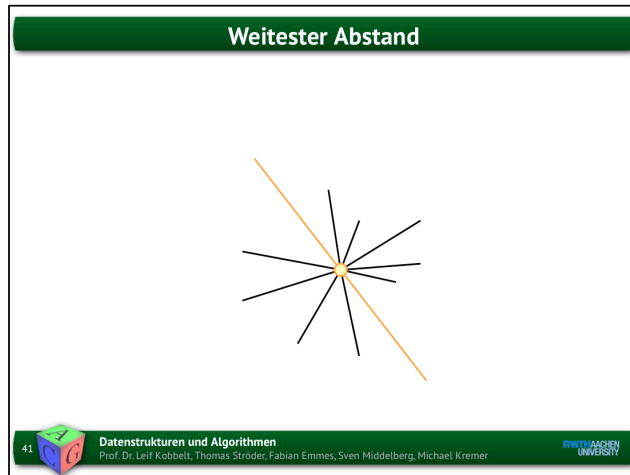 Weitester Abstand
41
A
C
G
Datenstrukturen und Algorithmen
Prof. Dr. Leif Kobbelt, Thomas Ströder, Fabian Emmes, Sven Middelberg, Michael Kremer
RWTHAACHEN
UNIVERSITY